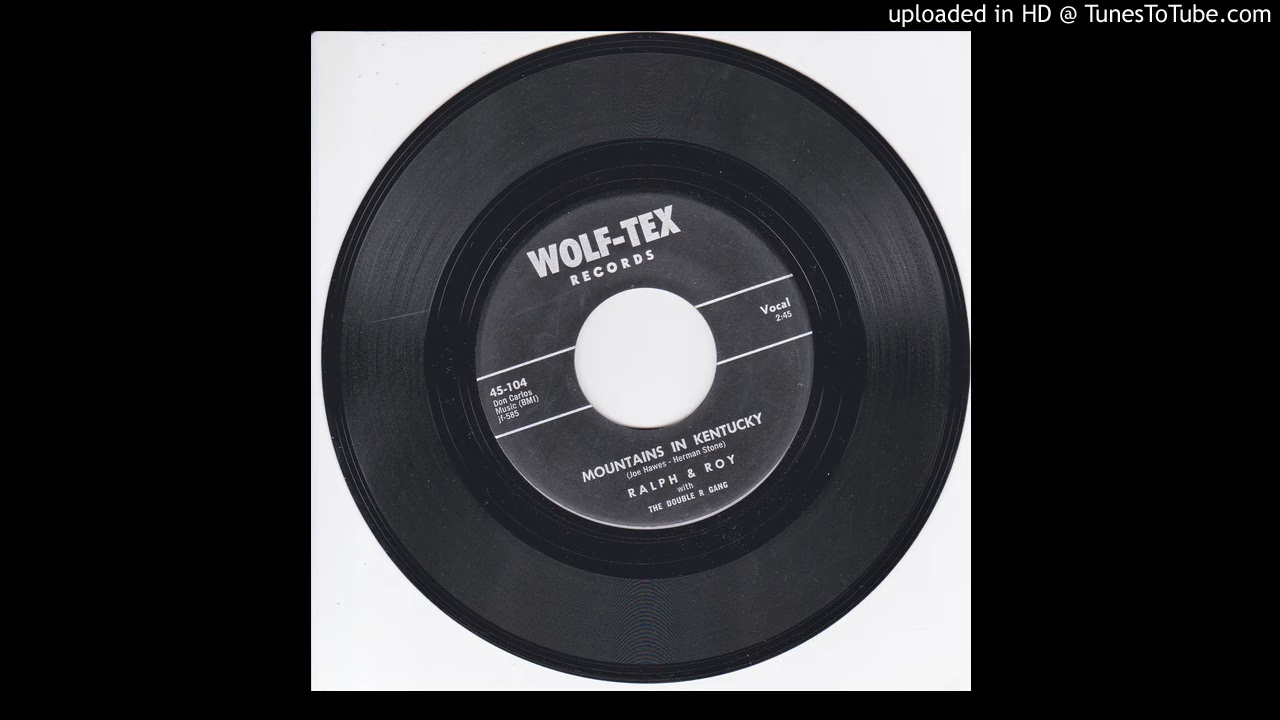 uploaded in HD @ TunesToTube.com
WOLF-TEX
RECORDS
Vocal
2:45
45-104
Don Carlos
Music (BMI)
jf-585
MOUNTAINS IN KENTUCKY
(Joe Hawes - Herman Stone)
RALPH & ROY
with
THE DOUBLE R GANG